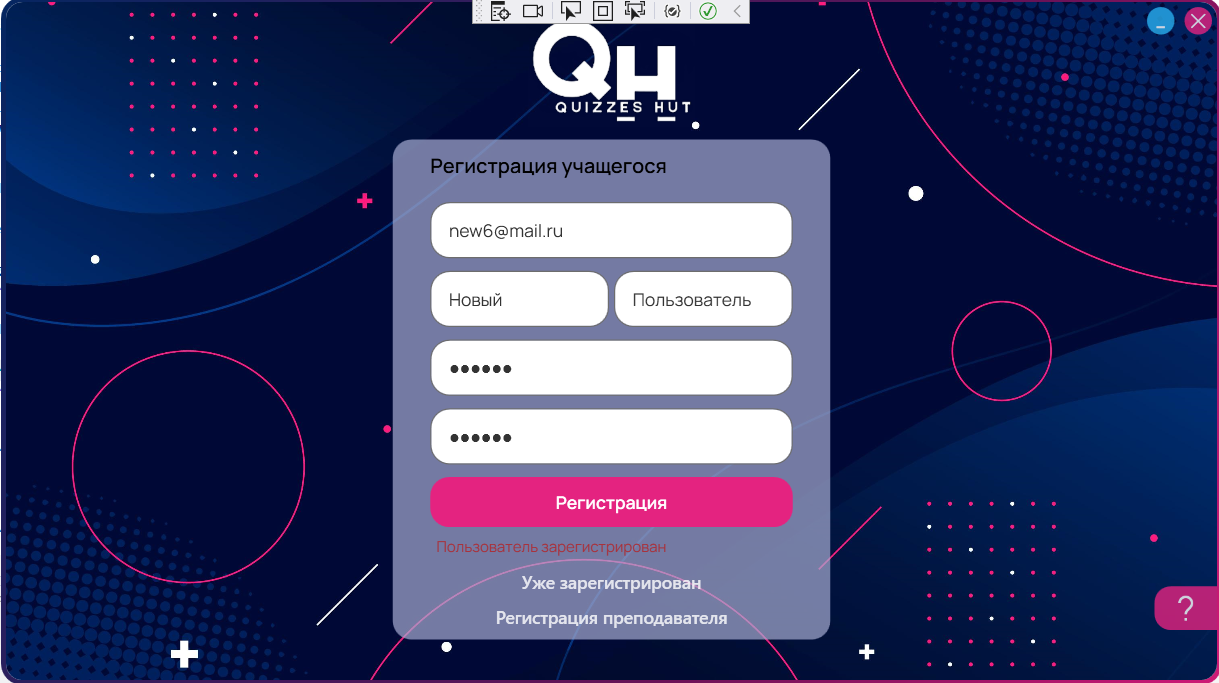 QH
QUIZZES HUT
Регистрация учащегося
new6@mail.ru
Новый Пользователь
●●●●●●
●●●●●●
Регистрация
Пользователь зарегистрирован
Уже зарегистрирован
Регистрация преподавателя
?